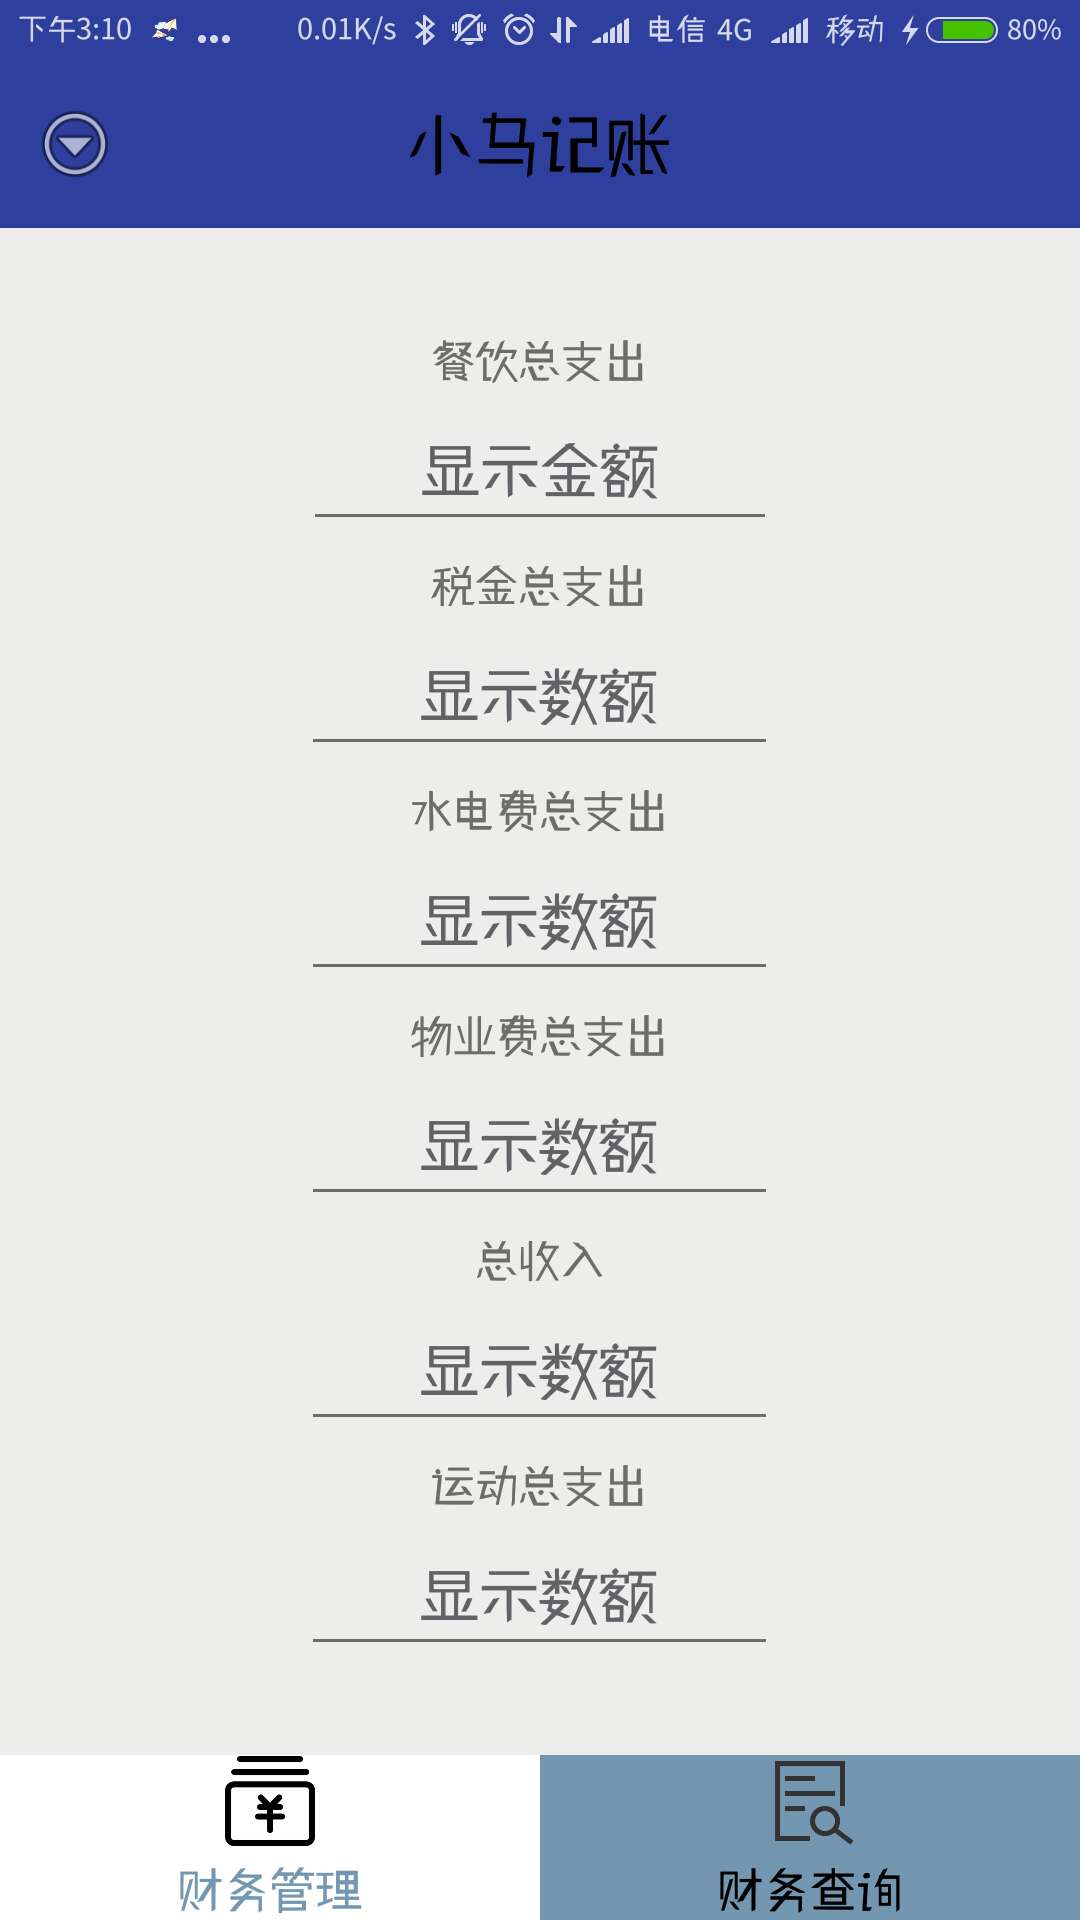 下午3:10 ... 0.01K/s 电信 4G 移动 80%
小马记账
餐饮总支出
显示金额
税金总支出
显示数额
水电费总支出
显示数额
物业费总支出
显示数额
总收入
显示数额
运动总支出
显示数额
财务管理 财务查询